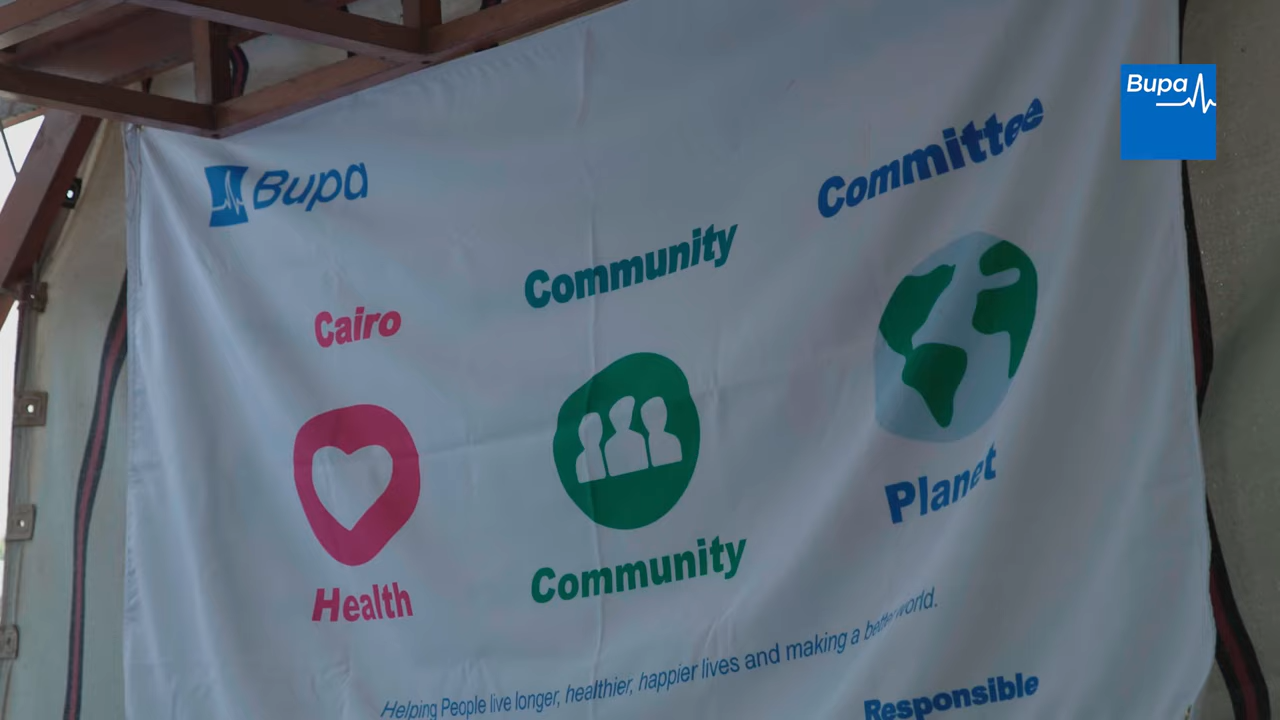 Bupa
Bupa
Cairo Community Committee
Health Community Planet
Helping People live longer, healthier, happier lives and making a better world.
Responsible